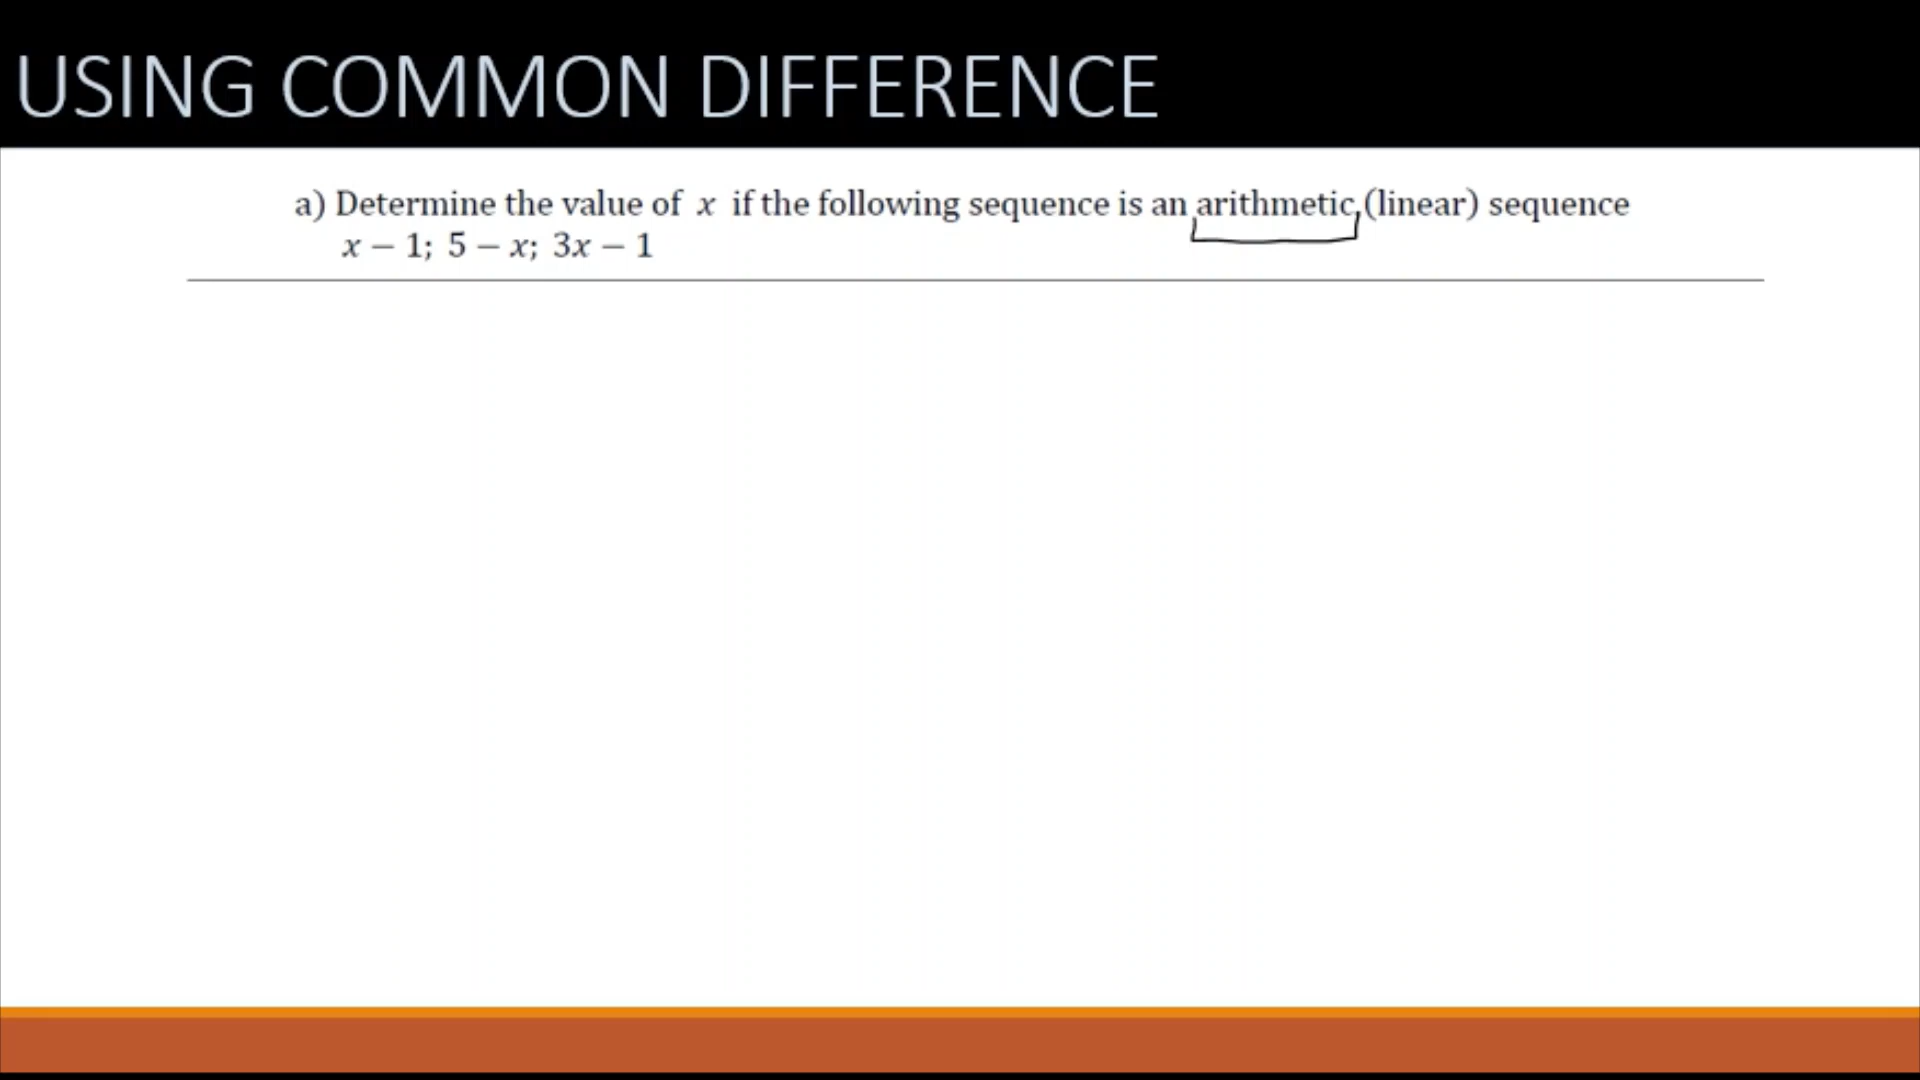 USING COMMON DIFFERENCE
a) Determine the value of x if the following sequence is an arithmetic (linear) sequence
x − 1; 5 − x; 3x − 1